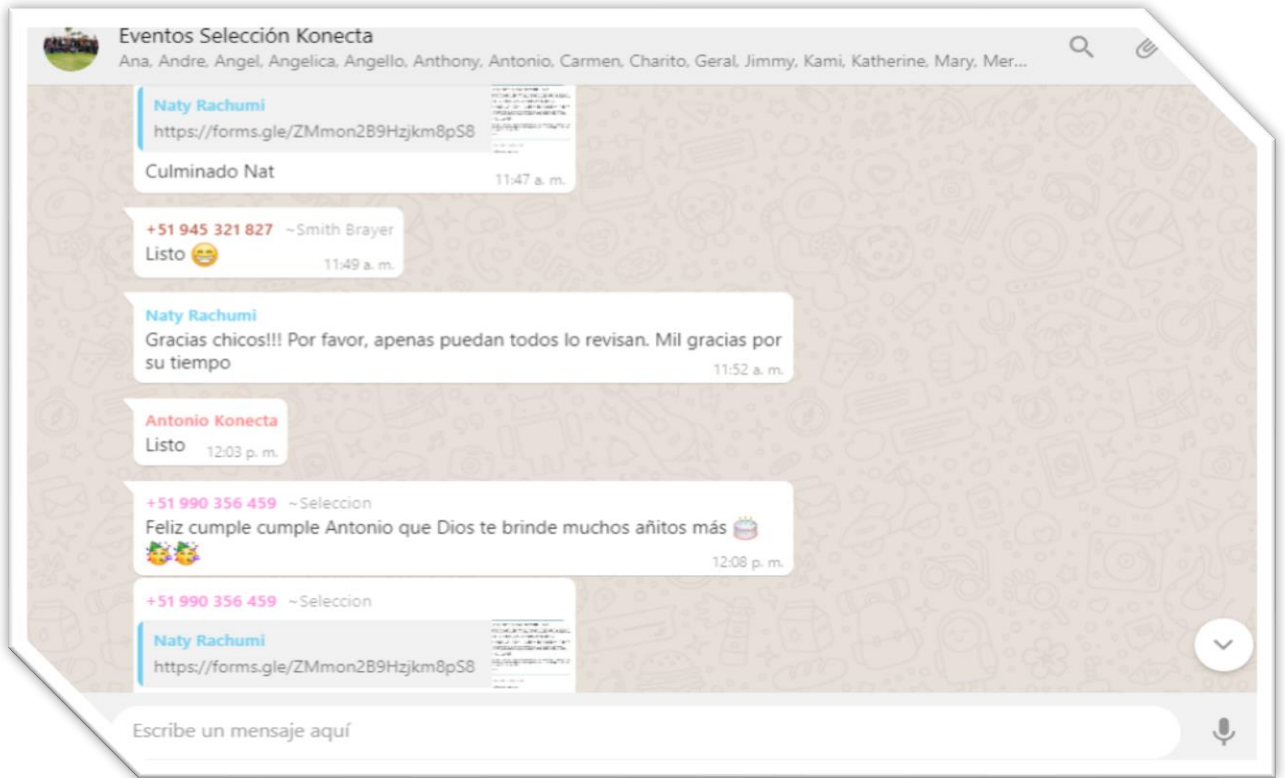 Eventos Selección Konecta
Ana, Andre, Angel, Angelica, Angello, Anthony, Antonio, Carmen, Charito, Geral, Jimmy, Kami, Katherine, Mary, Mer...
Naty Rachumi
https://forms.gle/ZMmon2B9Hzjkm8pS8
Culminado Nat
11:47 a. m.
+51 945 321 827 ~Smith Brayer
Listo 😁
11:49 a. m.
Naty Rachumi
Gracias chicos!!! Por favor, apenas puedan todos lo revisan. Mil gracias por
su tiempo
11:52 a. m.
Antonio Konecta
Listo 12:03 p. m.
+51 990 356 459 ~Seleccion
Feliz cumple cumple Antonio que Dios te brinde muchos añitos más 🎂
🥳🥳
12:08 p. m.
+51 990 356 459 ~Seleccion
Naty Rachumi
https://forms.gle/ZMmon2B9Hzjkm8pS8
Escribe un mensaje aquí